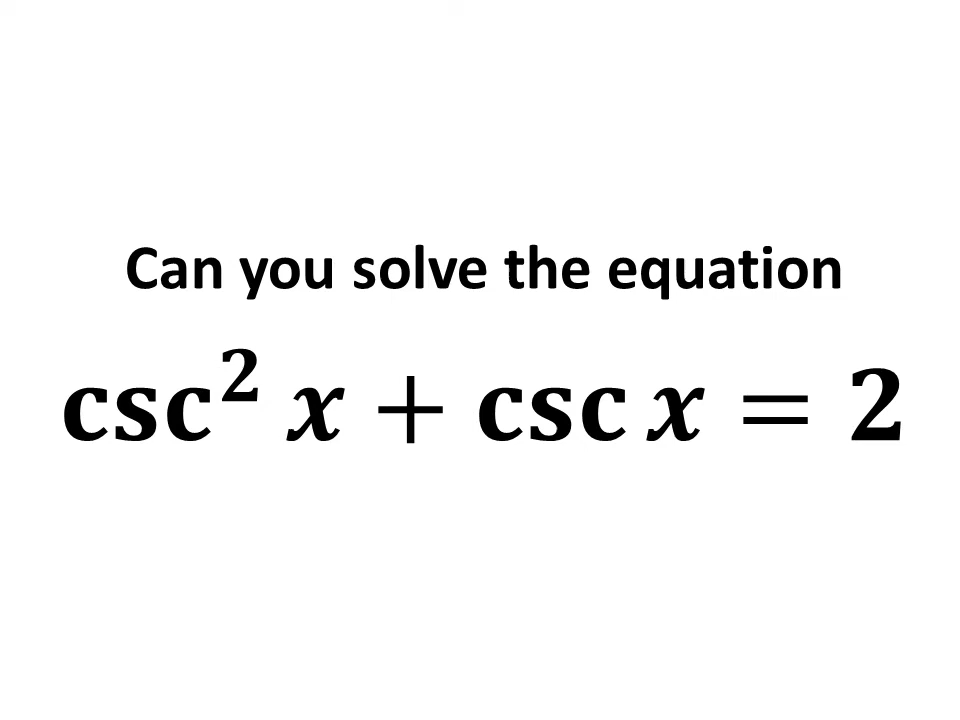 Can you solve the equation
csc² x + csc x = 2